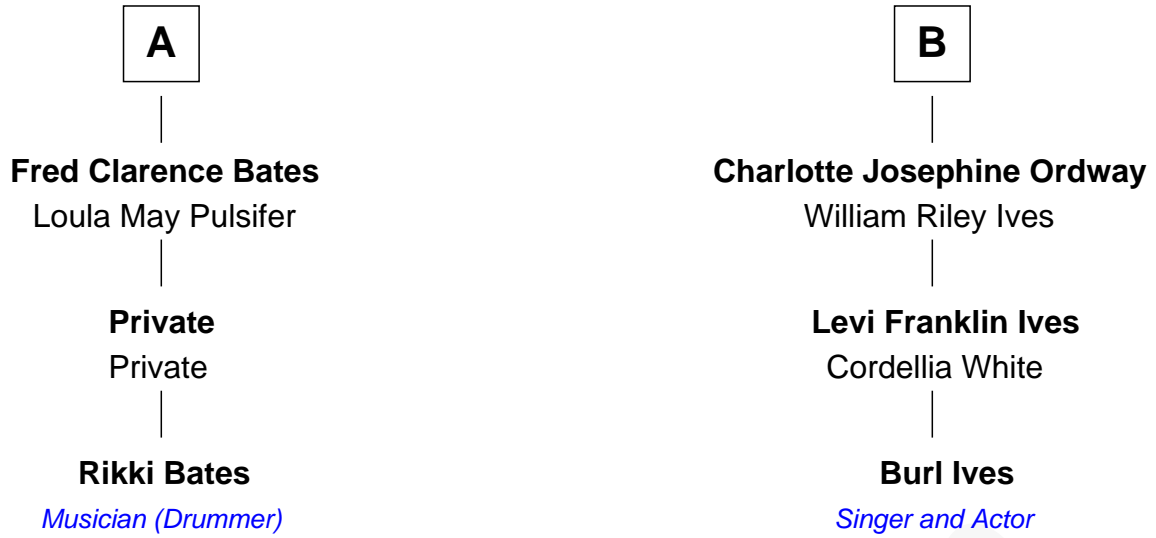 A
Fred Clarence Bates
Loula May Pulsifer
Private
Private
Rikki Bates
Musician (Drummer)
B
Charlotte Josephine Ordway
William Riley Ives
Levi Franklin Ives
Cordellia White
Burl Ives
Singer and Actor